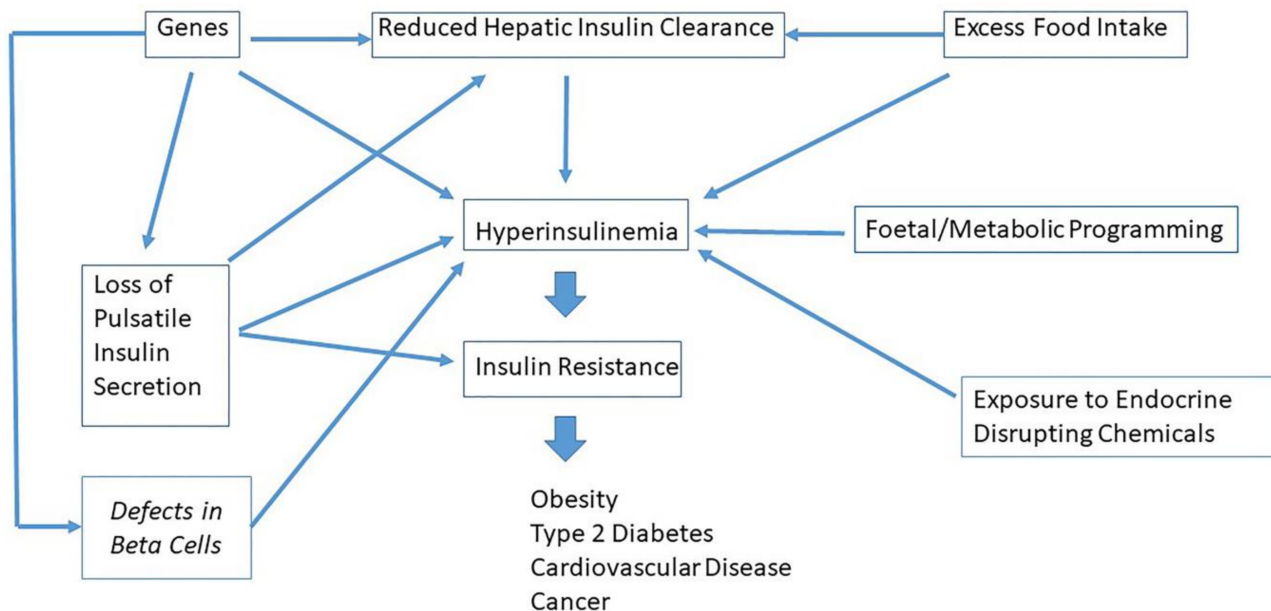 Genes
Reduced Hepatic Insulin Clearance
Excess Food Intake
Hyperinsulinemia
Foetal/Metabolic Programming
Loss of
Pulsatile
Insulin
Secretion
Insulin Resistance
Exposure to Endocrine
Disrupting Chemicals
Defects in
Beta Cells
Obesity
Type 2 Diabetes
Cardiovascular Disease
Cancer